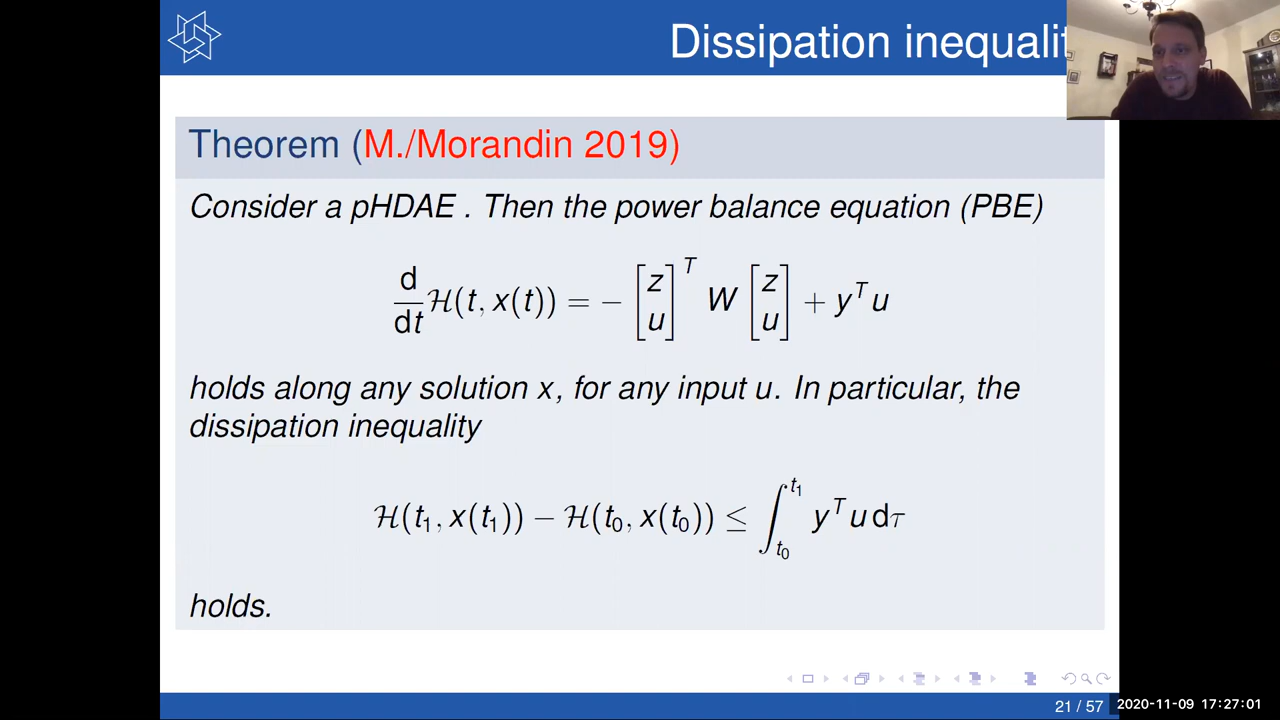 Dissipation inequalit
Theorem (M./Morandin 2019)
Consider a pHDAE . Then the power balance equation (PBE)
d/dt ℋ(t, x(t)) = − [z u]^T W [z u] + y^T u
holds along any solution x, for any input u. In particular, the
dissipation inequality
ℋ(t₁, x(t₁)) − ℋ(t₀, x(t₀)) ≤ ∫_{t₀}^{t₁} y^T u dτ
holds.
21 / 57
2020-11-09 17:27:01